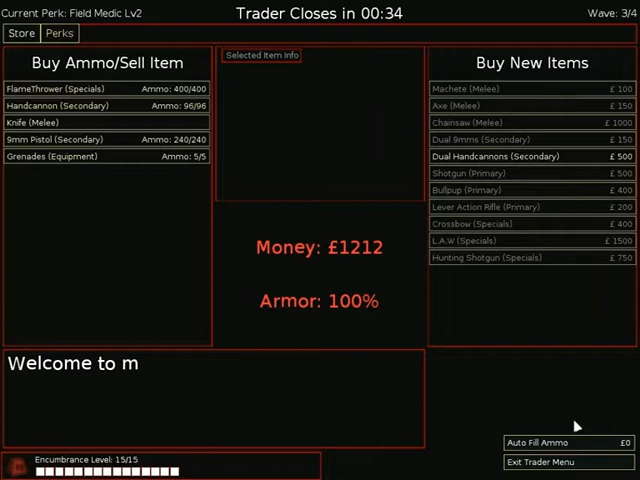 Current Perk: Field Medic Lv2
Trader Closes in 00:34
Wave: 3/4
Store
Perks
Buy Ammo/Sell Item
FlameThrower (Specials) Ammo: 400/400
Handcannon (Secondary) Ammo: 96/96
Knife (Melee)
9mm Pistol (Secondary) Ammo: 240/240
Grenades (Equipment) Ammo: 5/5
Selected Item Info
Money: £1212
Armor: 100%
Buy New Items
Machete (Melee) £ 100
Axe (Melee) £ 150
Chainsaw (Melee) £ 1000
Dual 9mms (Secondary) £ 150
Dual Handcannons (Secondary) £ 500
Shotgun (Primary) £ 500
Bullpup (Primary) £ 400
Lever Action Rifle (Primary) £ 200
Crossbow (Specials) £ 400
L.A.W (Specials) £ 1500
Hunting Shotgun (Specials) £ 750
Welcome to m
Auto Fill Ammo £0
Exit Trader Menu
Encumbrance Level: 15/15